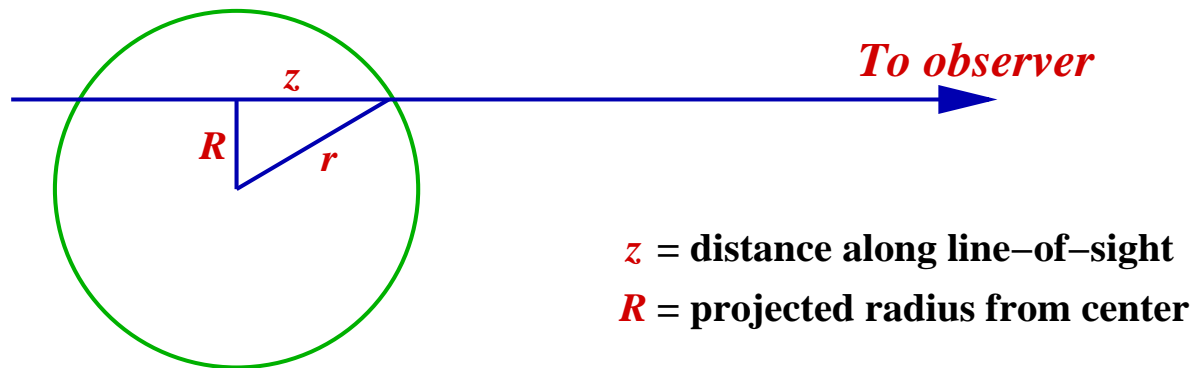 To observer
z
R
r
z = distance along line−of−sight
R = projected radius from center